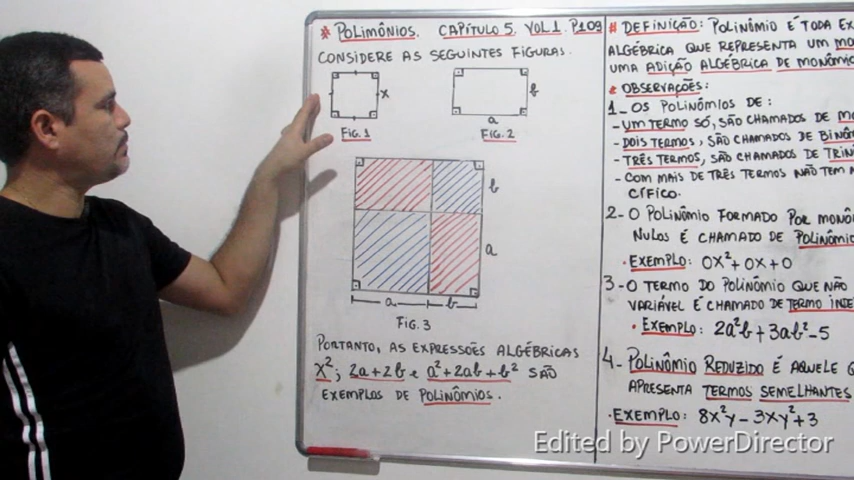 * POLIMÔNIOS. CAPÍTULO 5. VOL.1. P.109
CONSIDERE AS SEGUINTES FIGURAS.
x
FIG. 1
b
a
FIG. 2
b
a
a b
FIG. 3
PORTANTO, AS EXPRESSÕES ALGÉBRICAS
x²; 2a+2b e a²+2ab+b² SÃO
EXEMPLOS DE POLINÔMIOS.
# DEFINIÇÃO: POLINÔMIO É TODA EX
ALGÉBRICA QUE REPRESENTA UM MO
UMA ADIÇÃO ALGÉBRICA DE MONÔMIO
* OBSERVAÇÕES:
1_ OS POLINÔMIOS DE:
- UM TERMO SÓ, SÃO CHAMADOS DE MO
- DOIS TERMOS, SÃO CHAMADOS DE BINÔ
- TRÊS TERMOS, SÃO CHAMADOS DE TRIN
- COM MAIS DE TRÊS TERMOS NÃO TEM N
CÍFICO.
2- O POLINÔMIO FORMADO POR MONÔ
NULOS É CHAMADO DE POLINÔMIO
• EXEMPLO: 0x²+0x+0
3-O TERMO DO POLINÔMIO QUE NÃO
VARIÁVEL É CHAMADO DE TERMO INDE
• EXEMPLO: 2a²b+3ab²-5
4- POLINÔMIO REDUZIDO É AQUELE Q
APRESENTA TERMOS SEMELHANTES
• EXEMPLO: 8x²y-3xy²+3
Edited by PowerDirector